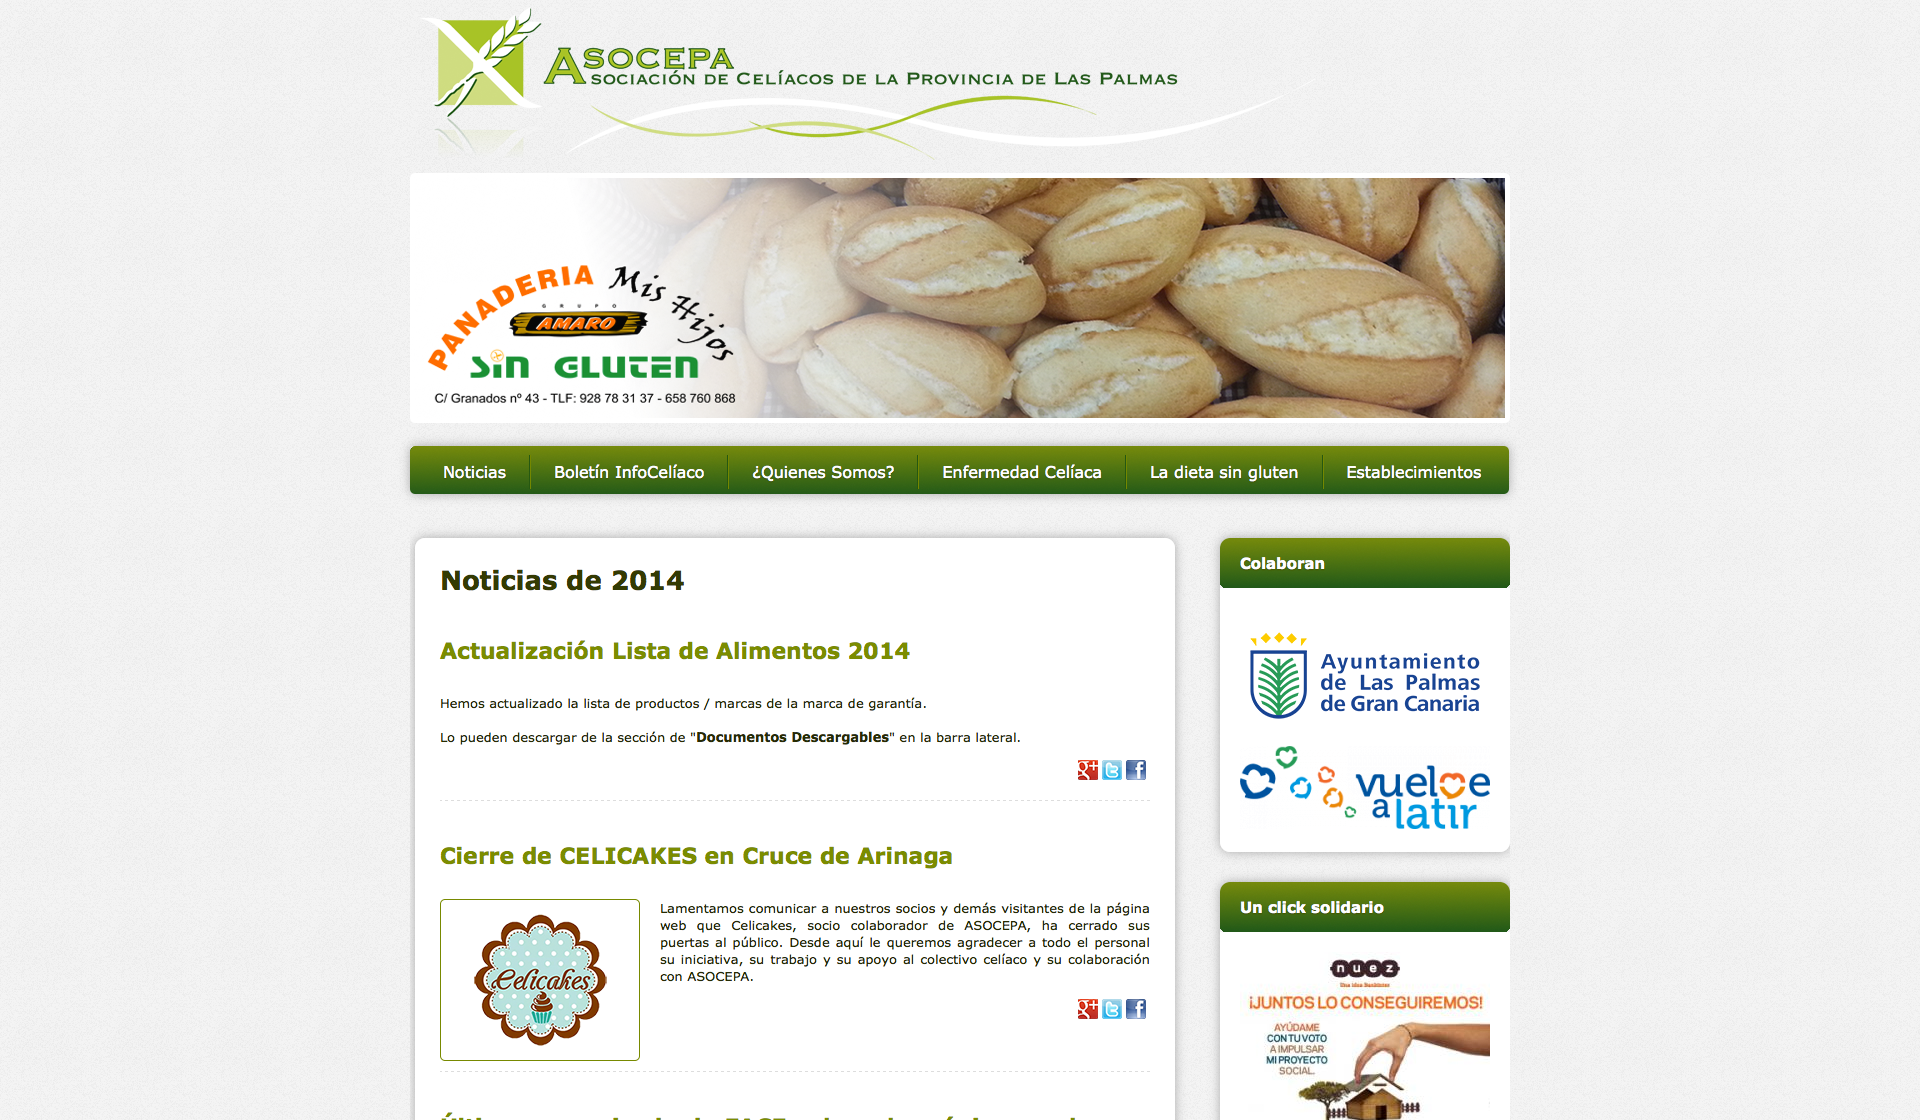 ASOCEPA
ASOCIACIÓN DE CELÍACOS DE LA PROVINCIA DE LAS PALMAS
PANADERIA Mis Hijos
GRUPO
AMARO
SIN GLUTEN
C/ Granados nº 43 - TLF: 928 78 31 37 - 658 760 868
Noticias
Boletín InfoCelíaco
¿Quienes Somos?
Enfermedad Celíaca
La dieta sin gluten
Establecimientos
Noticias de 2014
Actualización Lista de Alimentos 2014
Hemos actualizado la lista de productos / marcas de la marca de garantía.
Lo pueden descargar de la sección de "Documentos Descargables" en la barra lateral.
Cierre de CELICAKES en Cruce de Arinaga
Celicakes
Lamentamos comunicar a nuestros socios y demás visitantes de la página
web que Celicakes, socio colaborador de ASOCEPA, ha cerrado sus
puertas al público. Desde aquí le queremos agradecer a todo el personal
su iniciativa, su trabajo y su apoyo al colectivo celíaco y su colaboración
con ASOCEPA.
Colaboran
Ayuntamiento
de Las Palmas
de Gran Canaria
vuelve
a latir
Un click solidario
nuez
Una idea Bankinter
¡JUNTOS LO CONSEGUIREMOS!
AYÚDAME
CON TU VOTO
A IMPULSAR
MI PROYECTO
SOCIAL.